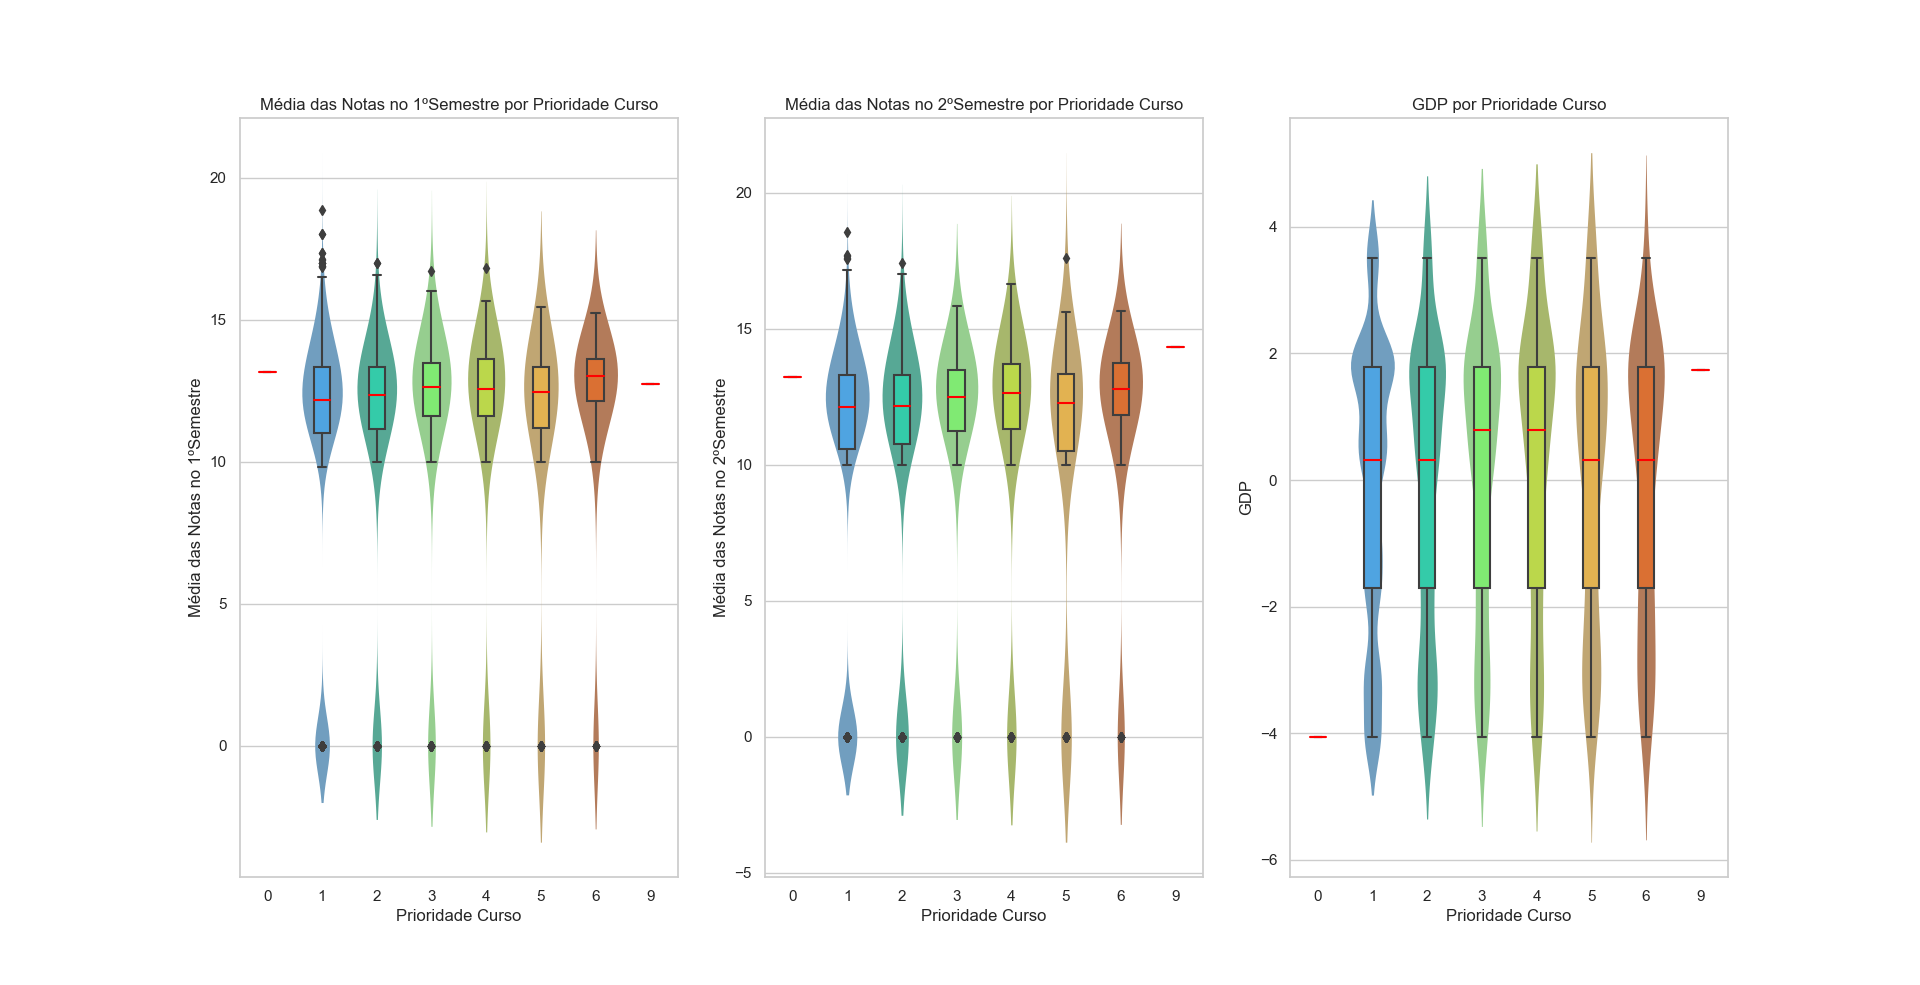 Média das Notas no 1ºSemestre por Prioridade Curso
Média das Notas no 1ºSemestre
20
15
10
5
0
0 1 2 3 4 5 6 9
Prioridade Curso
Média das Notas no 2ºSemestre por Prioridade Curso
Média das Notas no 2ºSemestre
20
15
10
5
0
−5
0 1 2 3 4 5 6 9
Prioridade Curso
GDP por Prioridade Curso
GDP
4
2
0
−2
−4
−6
0 1 2 3 4 5 6 9
Prioridade Curso